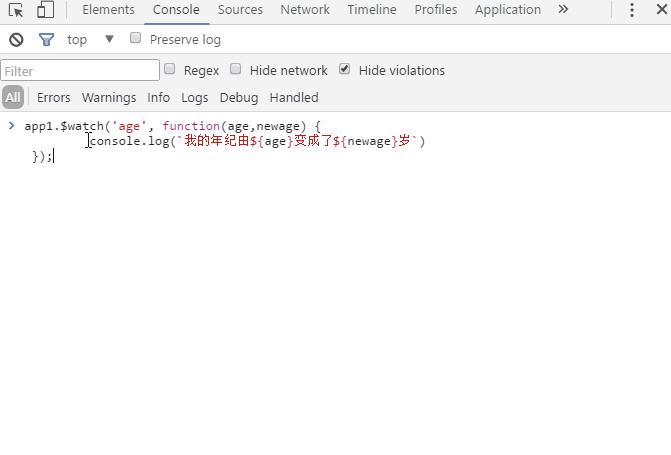 Elements Console Sources Network Timeline Profiles Application
top Preserve log
Filter Regex Hide network Hide violations
All Errors Warnings Info Logs Debug Handled
app1.$watch('age', function(age,newage) {
console.log(`我的年纪由${age}变成了${newage}岁`)
});